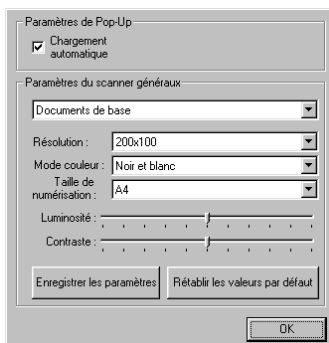 Paramètres de Pop-Up
Chargement
automatique
Paramètres du scanner généraux
Documents de base
Résolution :
200x100
Mode couleur :
Noir et blanc
Taille de
numérisation :
A4
Luminosité :
Contraste :
Enregistrer les paramètres
Rétablir les valeurs par défaut
OK